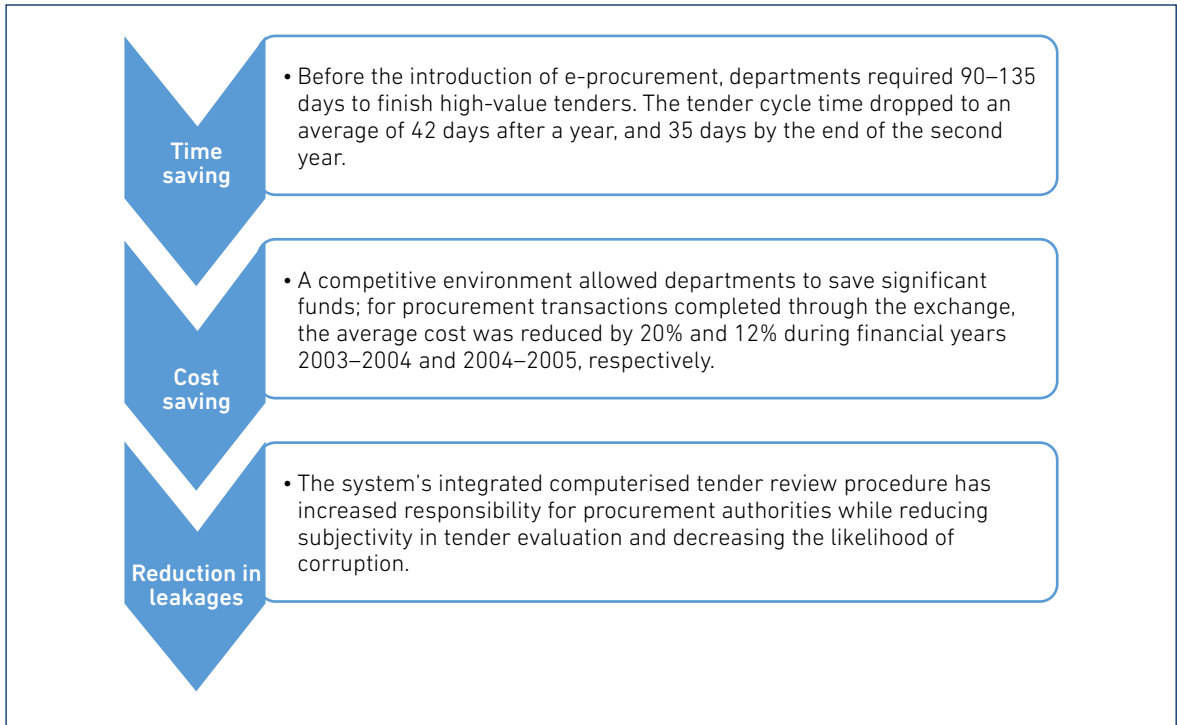 Time
saving
• Before the introduction of e-procurement, departments required 90–135
days to finish high-value tenders. The tender cycle time dropped to an
average of 42 days after a year, and 35 days by the end of the second
year.
Cost
saving
• A competitive environment allowed departments to save significant
funds; for procurement transactions completed through the exchange,
the average cost was reduced by 20% and 12% during financial years
2003–2004 and 2004–2005, respectively.
Reduction in
leakages
• The system’s integrated computerised tender review procedure has
increased responsibility for procurement authorities while reducing
subjectivity in tender evaluation and decreasing the likelihood of
corruption.